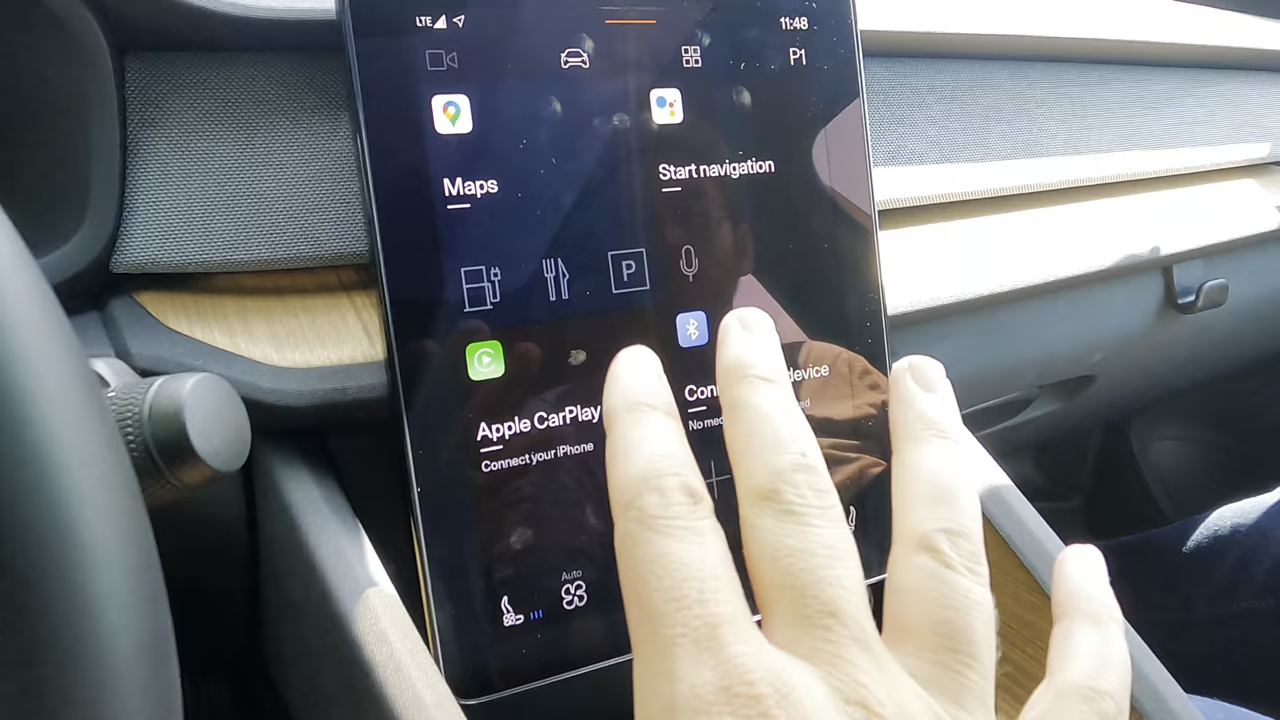 LTE 11:48
P1
Maps
Start navigation
P
Apple CarPlay
Connect your iPhone
device
Auto